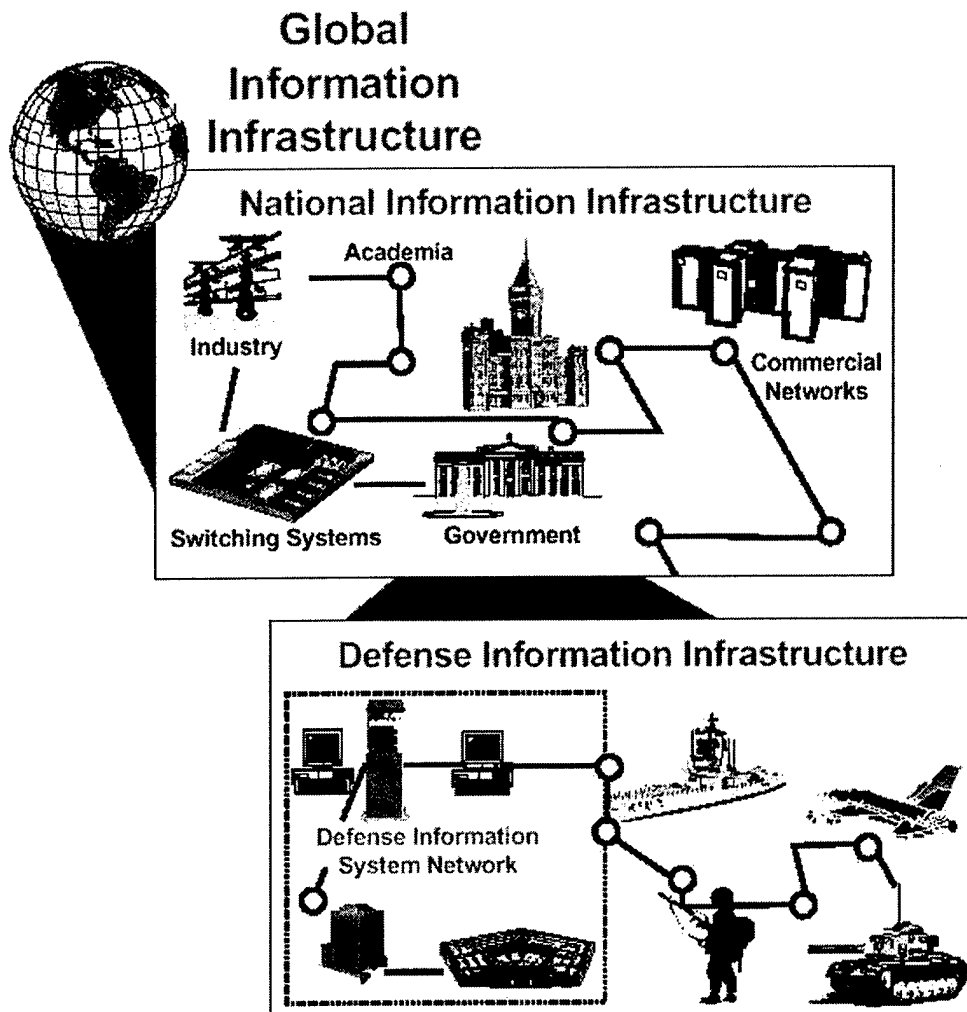 Global
Information
Infrastructure
National Information Infrastructure
Academia
Industry
Commercial
Networks
Switching Systems
Government
Defense Information Infrastructure
Defense Information
System Network